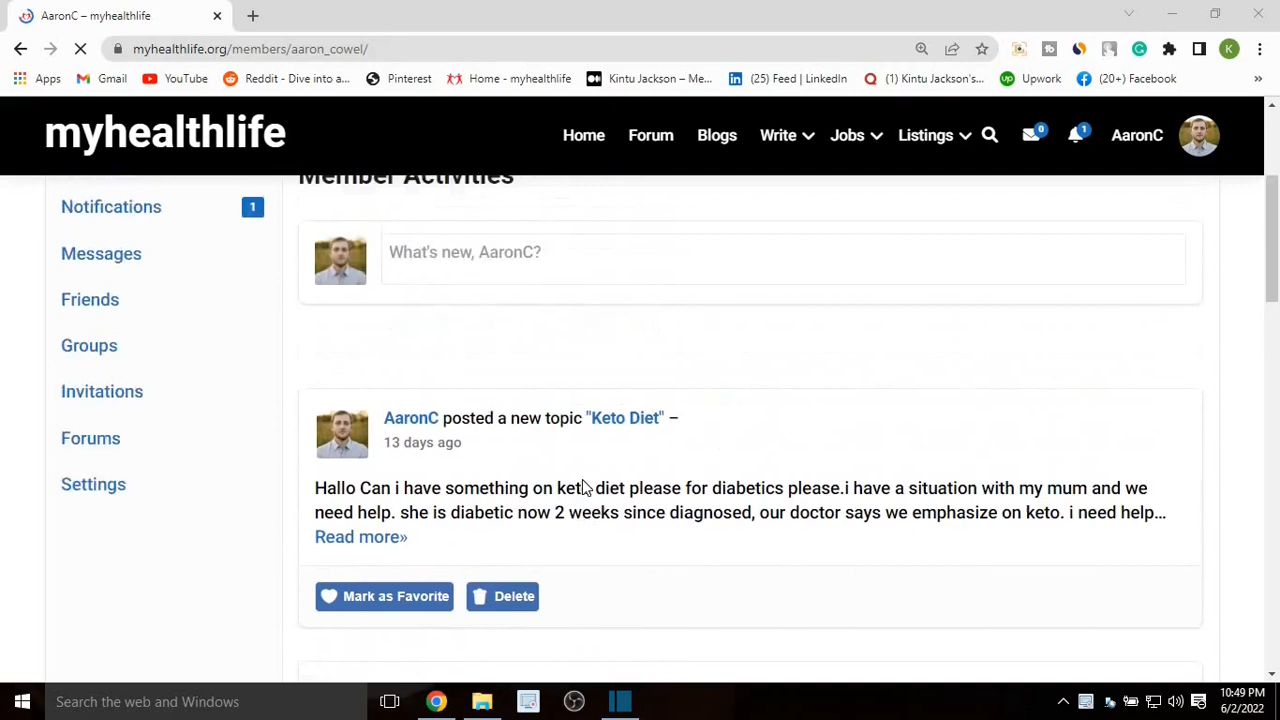 AaronC – myhealthlife
myhealthlife.org/members/aaron_cowel/
K
Apps Gmail YouTube Reddit - Dive into a... Pinterest Home - myhealthlife Kintu Jackson – Me... (25) Feed | LinkedIn (1) Kintu Jackson's... Upwork (20+) Facebook »
myhealthlife
Home Forum Blogs Write Jobs Listings 0 1 AaronC
Member Activities
Notifications 1
Messages
Friends
Groups
Invitations
Forums
Settings
What's new, AaronC?
AaronC posted a new topic "Keto Diet" –
13 days ago
Hallo Can i have something on keto diet please for diabetics please.i have a situation with my mum and we
need help. she is diabetic now 2 weeks since diagnosed, our doctor says we emphasize on keto. i need help...
Read more»
Mark as Favorite Delete
Search the web and Windows
10:49 PM
6/2/2022